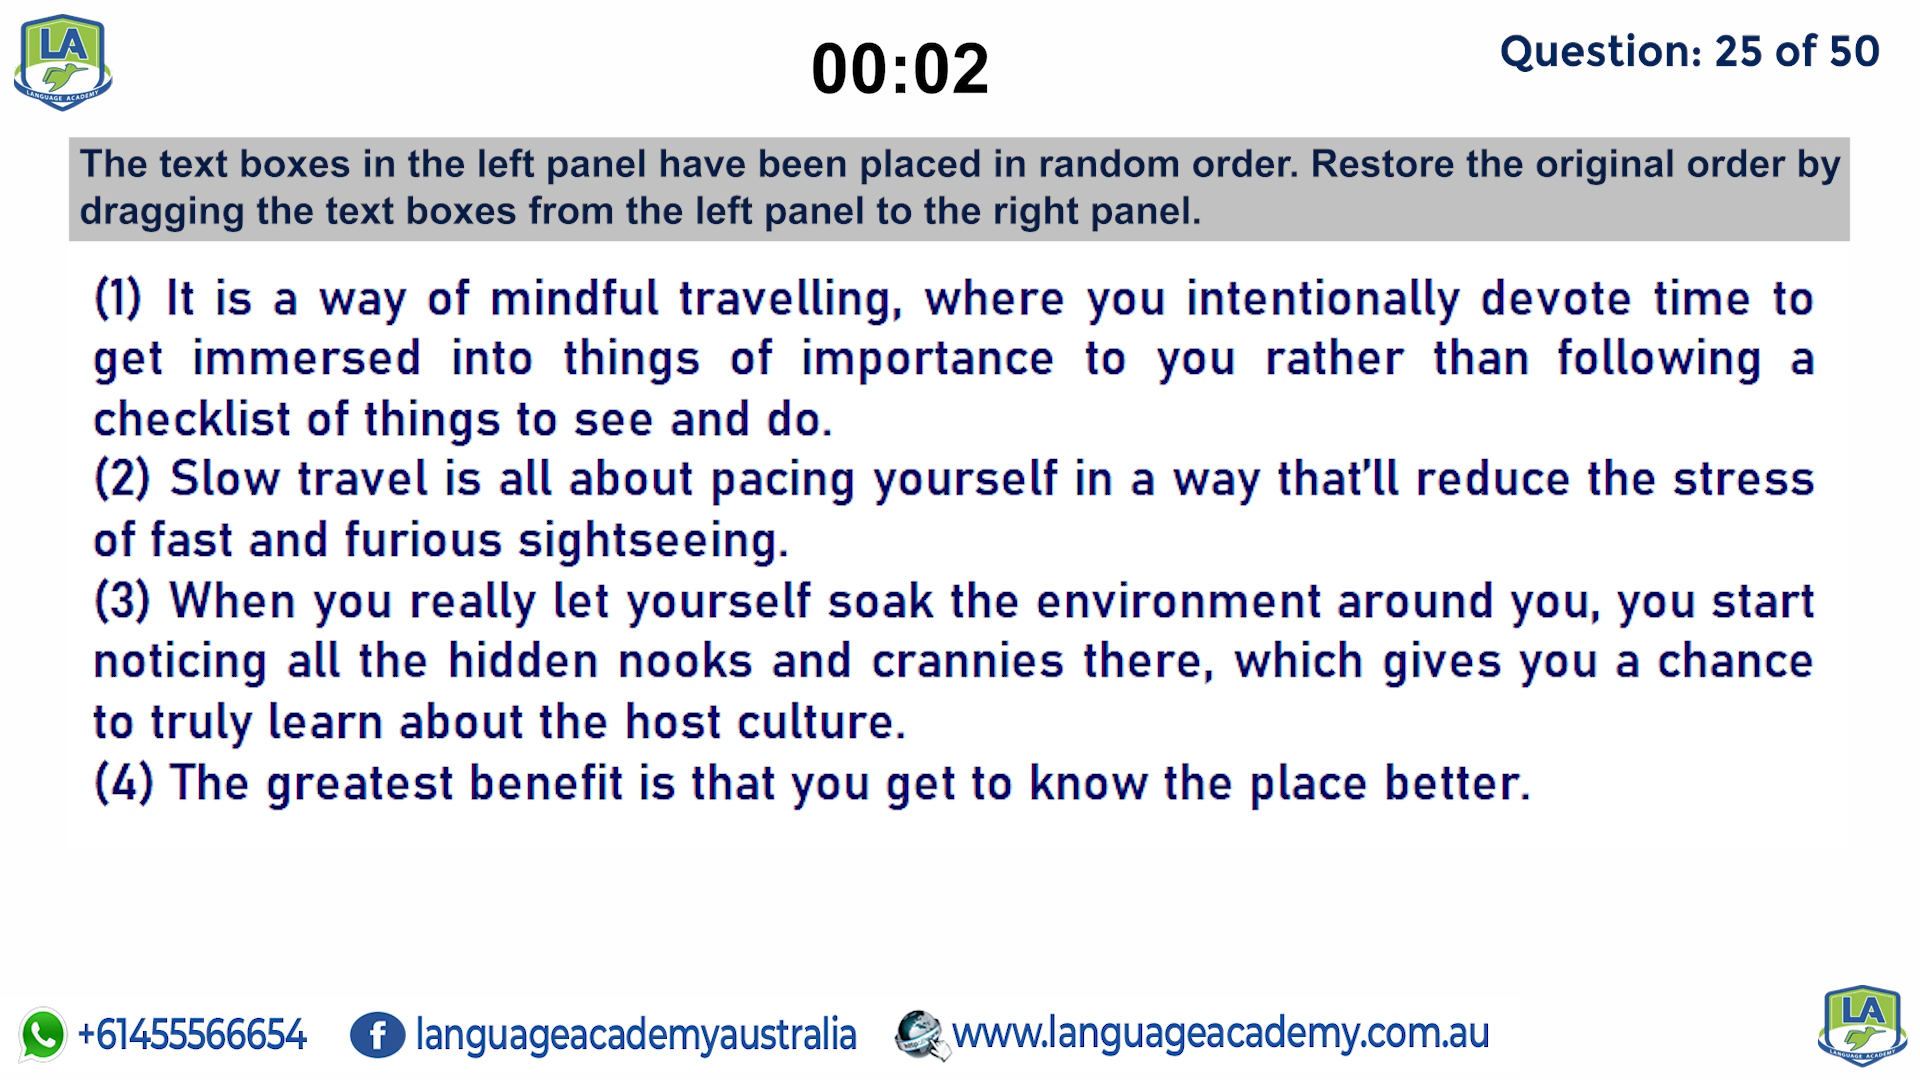 LA
LANGUAGE ACADEMY
00:02
Question: 25 of 50
The text boxes in the left panel have been placed in random order. Restore the original order by
dragging the text boxes from the left panel to the right panel.
(1) It is a way of mindful travelling, where you intentionally devote time to
get immersed into things of importance to you rather than following a
checklist of things to see and do.
(2) Slow travel is all about pacing yourself in a way that'll reduce the stress
of fast and furious sightseeing.
(3) When you really let yourself soak the environment around you, you start
noticing all the hidden nooks and crannies there, which gives you a chance
to truly learn about the host culture.
(4) The greatest benefit is that you get to know the place better.
+61455566654
f languageacademyaustralia
www.languageacademy.com.au
LA
LANGUAGE ACADEMY